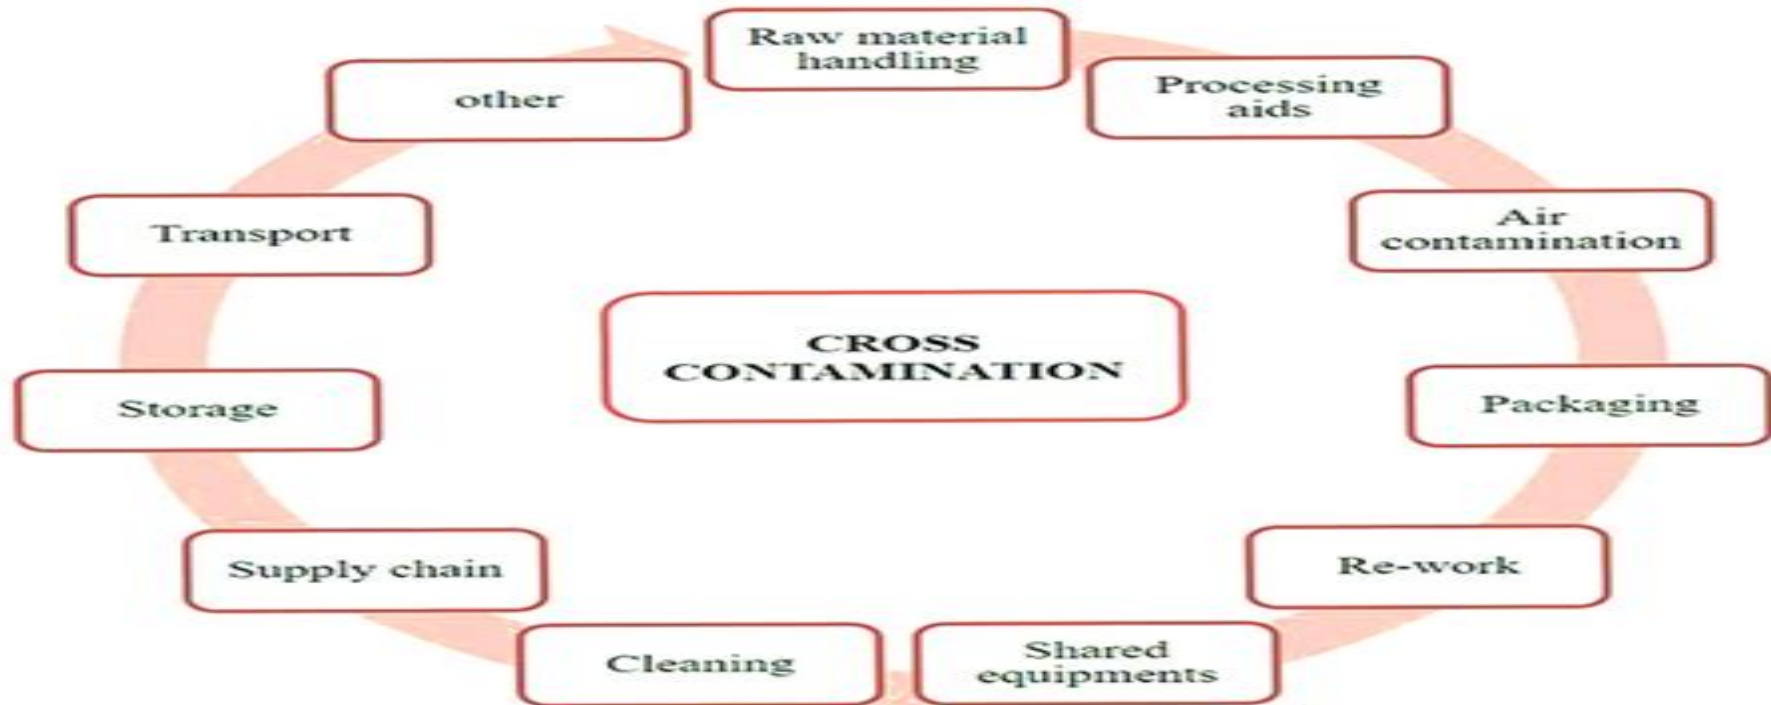 Raw material
handling
Processing
aids
Air
contamination
Packaging
Re-work
Shared
equipments
Cleaning
Supply chain
Storage
Transport
other
CROSS
CONTAMINATION